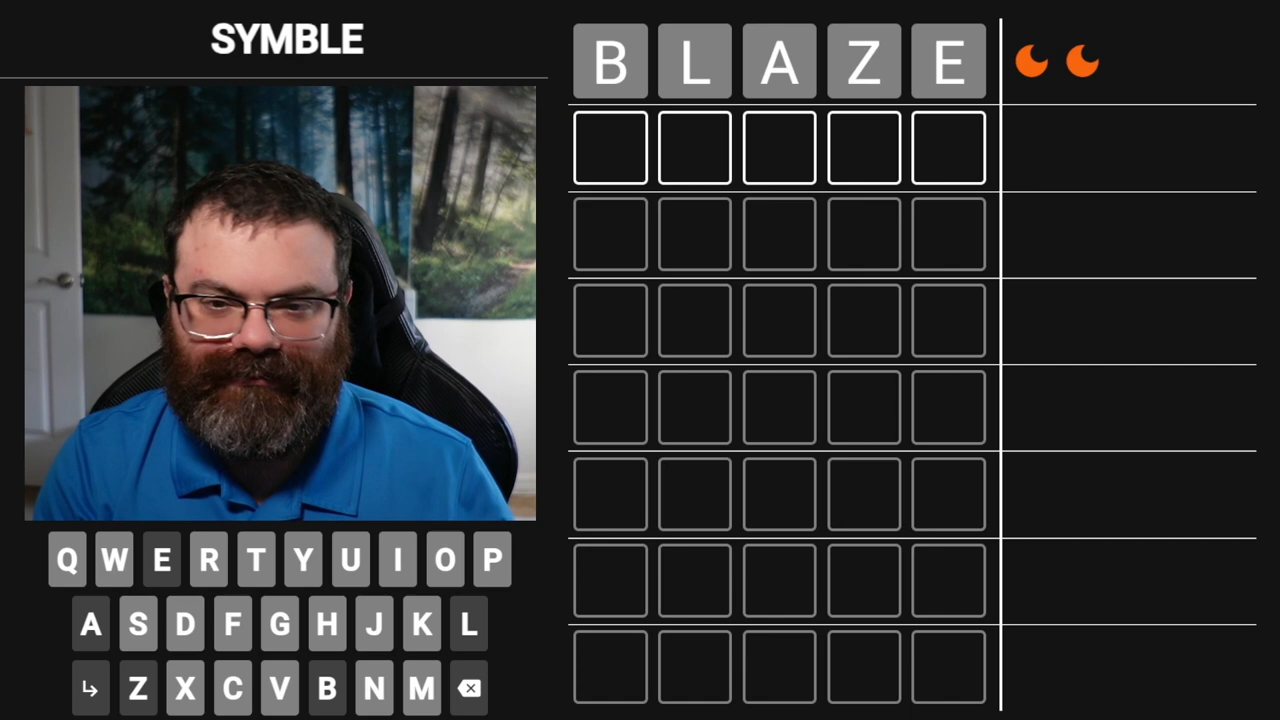 SYMBLE
B L A Z E
Q W E R T Y U I O P
A S D F G H J K L
Z X C V B N M